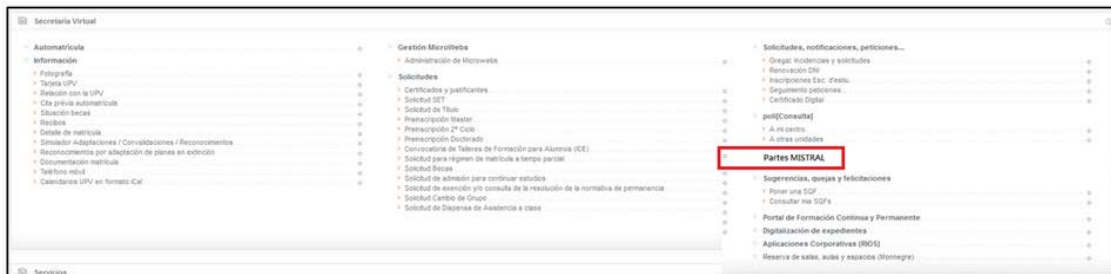 Secretaría Virtual
Automatrícula
Información
Fotografía
Tarjeta UPV
Relación con la UPV
Cita prévia automatrícula
Situación becas
Recibos
Detalle de matrícula
Simulador Adaptaciones / Convalidaciones / Reconocimentos
Reconocimientos por adaptación de planes en extinción
Documentación matrícula
Teléfono móvil
Calendarios UPV en formato iCal
Gestión MicroWebs
Administración de Microwebs
Solicitudes
Certificados y justificantes
Solicitud SET
Solicitud de Título
Preinscripción Master
Preinscripción 2º Ciclo
Preinscripción Doctorado
Convocatoria de Talleres de Formación para Alumnos (ICE)
Solicitud para régimen de matrícula a tiempo parcial
Solicitud Becas
Solicitud de admisión para continuar estudios
Solicitud de exención y/o consulta de la resolución de la normativa de permanencia
Solicitud Cambio de Grupo
Solicitud de Dispensa de Asistencia a clase
Solicitudes, notificaciones, peticiones...
Gregal: Incidencias y solicitudes
Renovación DNI
Inscripciones Esc. d'estiu
Seguimiento peticiones
Certificado Digital
poli[Consulta]
A mi centro
A otras unidades
Partes MISTRAL
Sugerencias, quejas y felicitaciones
Poner una SQF
Consultar mis SQFs
Portal de Formación Continua y Permanente
Digitalización de expedientes
Aplicaciones Corporativas (RIOS)
Reserva de salas, aulas y espacios (Monnegre)
Servicios